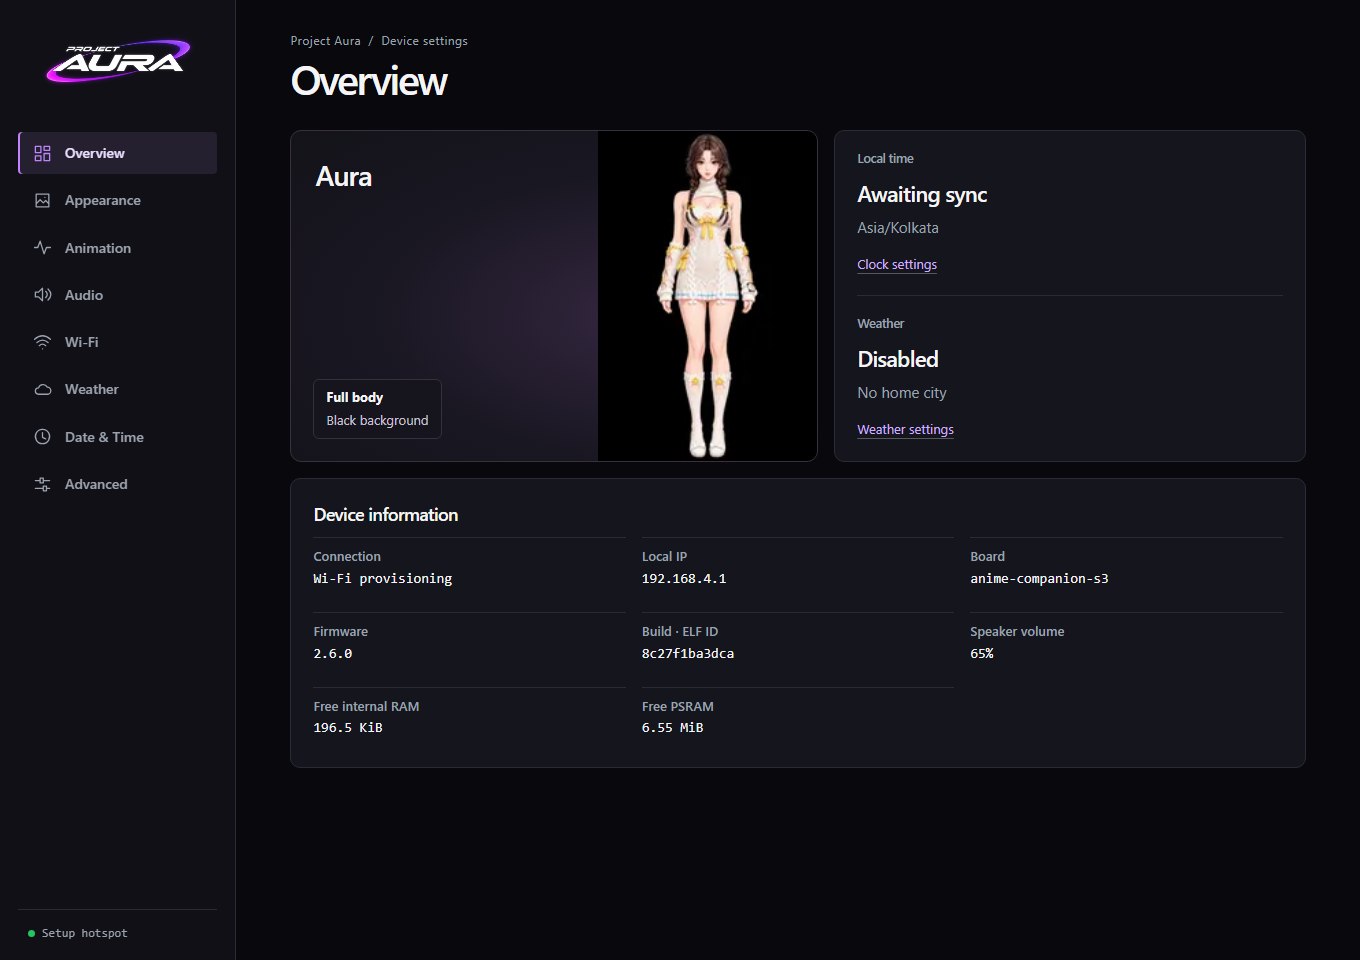 PROJECT
AURA
Overview
Appearance
Animation
Audio
Wi-Fi
Weather
Date & Time
Advanced
Setup hotspot
Project Aura / Device settings
Overview
Aura
Full body
Black background
Local time
Awaiting sync
Asia/Kolkata
Clock settings
Weather
Disabled
No home city
Weather settings
Device information
Connection
Wi-Fi provisioning
Local IP
192.168.4.1
Board
anime-companion-s3
Firmware
2.6.0
Build · ELF ID
8c27f1ba3dca
Speaker volume
65%
Free internal RAM
196.5 KiB
Free PSRAM
6.55 MiB